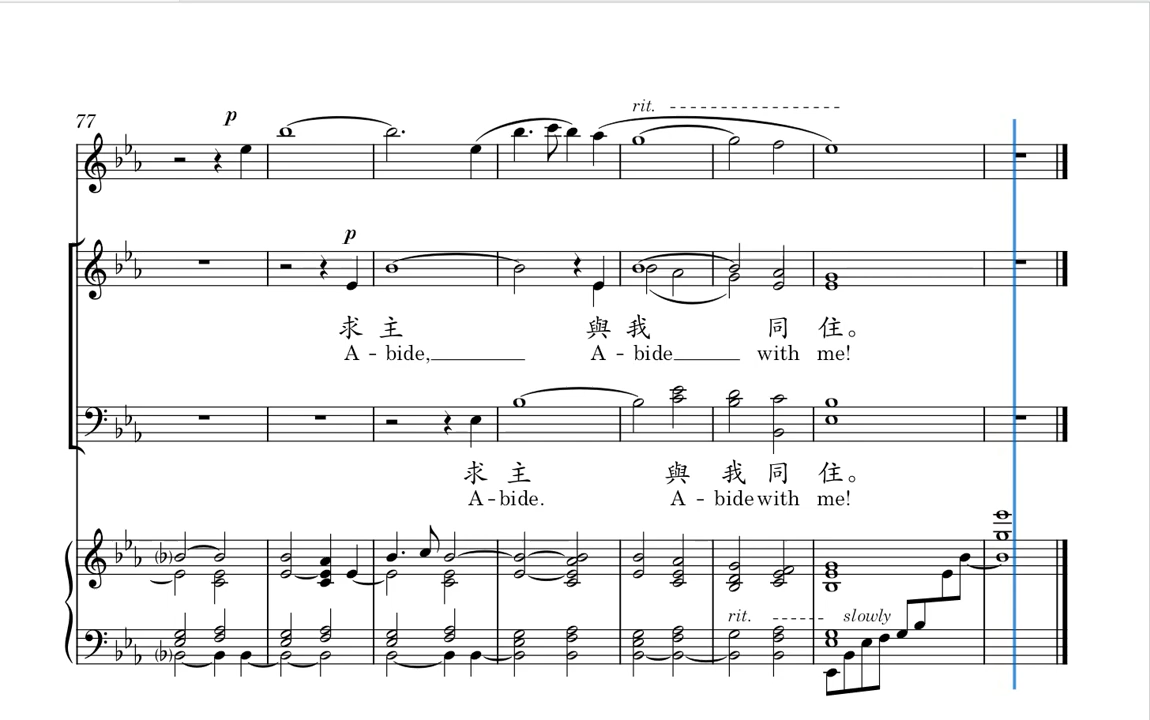 rit.
77
p
p
求 主 與 我 同 住。
A - bide, A - bide with me!
求 主 與 我 同 住。
A - bide. A - bide with me!
rit. slowly